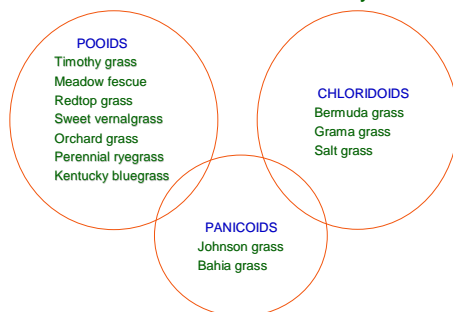 POOIDS
Timothy grass
Meadow fescue
Redtop grass
Sweet vernalgrass
Orchard grass
Perennial ryegrass
Kentucky bluegrass
CHLORIDOIDS
Bermuda grass
Grama grass
Salt grass
PANICOIDS
Johnson grass
Bahia grass